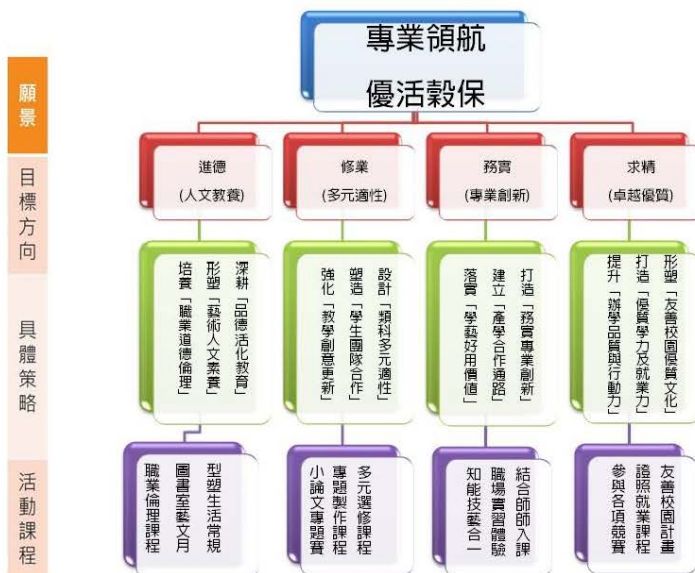 專業領航
優活穀保
願景
目標方向
進德
(人文教養)
修業
(多元適性)
務實
(專業創新)
求精
(卓越優質)
具體策略
深耕「品德活化教育」
形塑「藝術人文素養」
培養「職業道德倫理」
設計「類科多元適性」
塑造「學生團隊合作」
強化「教學創意更新」
打造「務實專業創新」
建立「產學合作通路」
落實「學藝好用價值」
形塑「友善校園優質文化」
打造「優質學力及就業力」
提升「辦學品質與行動力」
活動課程
型塑生活常規
圖書室藝文月
職業倫理課程
多元選修課程
專題製作課程
小論文專題賽
結合師師入課
職場實習體驗
知能技藝合一
友善校園計畫
證照就業課程
參與各項競賽